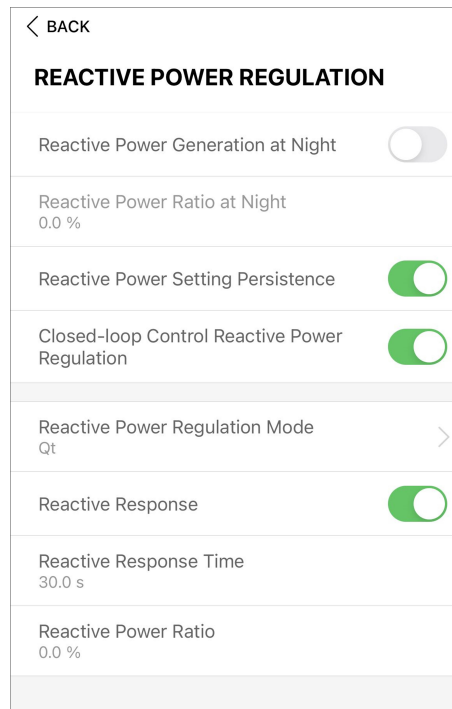 BACK
REACTIVE POWER REGULATION
Reactive Power Generation at Night
Reactive Power Ratio at Night
0.0 %
Reactive Power Setting Persistence
Closed-loop Control Reactive Power
Regulation
Reactive Power Regulation Mode
Qt
Reactive Response
Reactive Response Time
30.0 s
Reactive Power Ratio
0.0 %